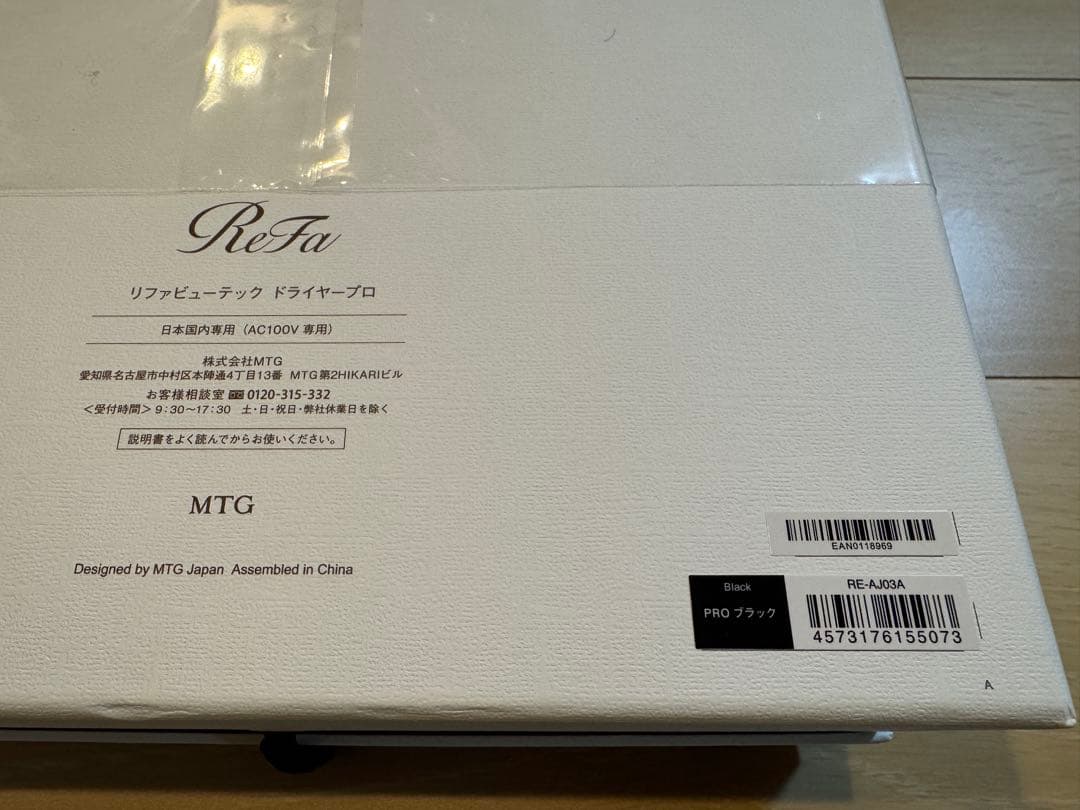 ReFa
リファビューテック ドライヤープロ
日本国内専用（AC100V 専用）
株式会社MTG
愛知県名古屋市中村区本陣通4丁目13番 MTG第2HIKARIビル
お客様相談室 0120-315-332
＜受付時間＞9：30～17：30 土・日・祝日・弊社休業日を除く
説明書をよく読んでからお使いください。
MTG
Designed by MTG Japan Assembled in China
EAN0118969
Black
PRO ブラック
RE-AJ03A
4573176155073
A